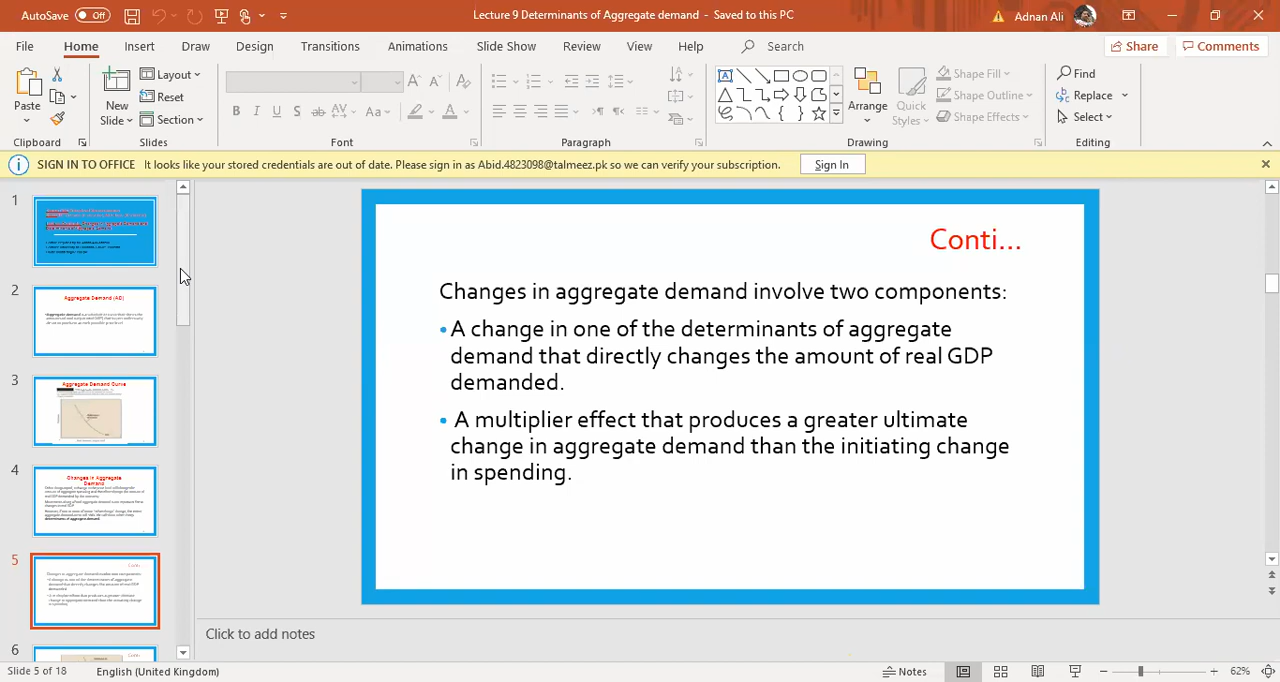 AutoSave Off
Lecture 9 Determinants of Aggregate demand - Saved to this PC
Adnan Ali
File Home Insert Draw Design Transitions Animations Slide Show Review View Help Search Share Comments
Paste
New Slide
Layout
Reset
Section
Aa
Arrange
Quick Styles
Shape Fill
Shape Outline
Shape Effects
Find
Replace
Select
Clipboard Slides Font Paragraph Drawing Editing
SIGN IN TO OFFICE It looks like your stored credentials are out of date. Please sign in as Abid.4823098@talmeez.pk so we can verify your subscription. Sign In
1
2
Aggregate Demand (AD)
3
Aggregate Demand Curve
4
Changes in Aggregate
Demand
5
6
Conti...
Changes in aggregate demand involve two components:
•A change in one of the determinants of aggregate
demand that directly changes the amount of real GDP
demanded.
• A multiplier effect that produces a greater ultimate
change in aggregate demand than the initiating change
in spending.
Click to add notes
Slide 5 of 18 English (United Kingdom) Notes 62%